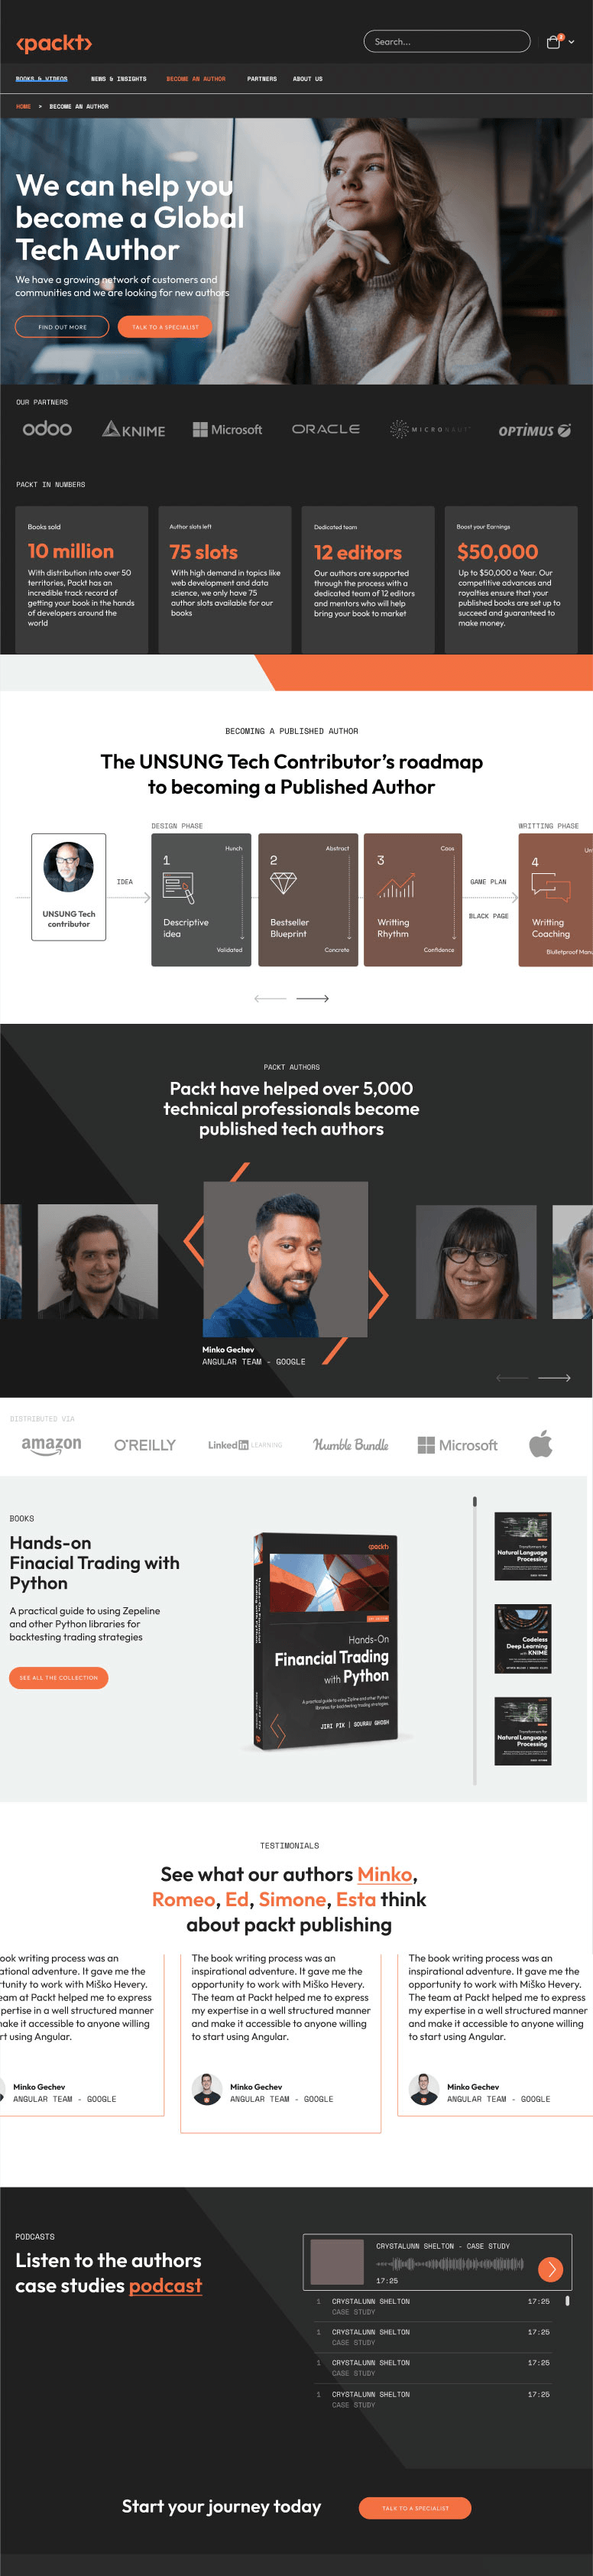 <packt>
Search...
BOOKS & VIDEOS
NEWS & INSIGHTS
BECOME AN AUTHOR
PARTNERS
ABOUT US
HOME > BECOME AN AUTHOR
We can help you
become a Global
Tech Author
We have a growing network of customers and
communities and we are looking for new authors
FIND OUT MORE
TALK TO A SPECIALIST
OUR PARTNERS
odoo
KNIME
Microsoft
ORACLE
MICRONAUT
OPTIMUS
PACKT IN NUMBERS
Books sold
10 million
With distribution into over 50
territories, Packt has an
incredible track record of
getting your book in the hands
of developers around the
world
Author slots left
75 slots
With high demand in topics like
web development and data
science, we only have 75
author slots available for our
books
Dedicated team
12 editors
Our authors are supported
through the process with a
dedicated team of 12 editors
and mentors who will help
bring your book to market
Boost your Earnings
$50,000
Up to $50,000 a Year. Our
competitive advances and
royalties ensure that your
published books are set up to
succeed and guaranteed to
make money.
BECOMING A PUBLISHED AUTHOR
The UNSUNG Tech Contributor's roadmap
to becoming a Published Author
UNSUNG Tech
contributor
IDEA
DESIGN PHASE
1
Hunch
Descriptive
idea
Validated
2
Abstract
Bestseller
Blueprint
Concrete
3
Caos
Writting
Rhythm
Confidence
GAME PLAN
BLACK PAGE
WRITTING PHASE
4
Un
Writting
Coaching
Bulletproof Man
PACKT AUTHORS
Packt have helped over 5,000
technical professionals become
published tech authors
Minko Gechev
ANGULAR TEAM - GOOGLE
DISTRIBUTED VIA
amazon
O'REILLY
LinkedIn LEARNING
Humble Bundle
Microsoft
BOOKS
Hands-on
Finacial Trading with
Python
A practical guide to using Zepeline
and other Python libraries for
backtesting trading strategies
SEE ALL THE COLLECTION
<packt>
Hands-On
Financial Trading
with Python
A practical guide to using Zipline and other Python
libraries for backtesting trading strategies
JIRI PIK | SOURAV GHOSH
Transformers for
Natural Language
Processing
Codeless
Deep Learning
with KNIME
Transformers for
Natural Language
Processing
TESTIMONIALS
See what our authors Minko,
Romeo, Ed, Simone, Esta think
about packt publishing
ook writing process was an
ational adventure. It gave me the
tunity to work with Miško Hevery.
eam at Packt helped me to express
pertise in a well structured manner
nake it accessible to anyone willing
rt using Angular.
Minko Gechev
ANGULAR TEAM - GOOGLE
The book writing process was an
inspirational adventure. It gave me the
opportunity to work with Miško Hevery.
The team at Packt helped me to express
my expertise in a well structured manner
and make it accessible to anyone willing
to start using Angular.
Minko Gechev
ANGULAR TEAM - GOOGLE
The book writing process was an
inspirational adventure. It gave me the
opportunity to work with Miško Hevery.
The team at Packt helped me to express
my expertise in a well structured manner
and make it accessible to anyone willing
to start using Angular.
Minko Gechev
ANGULAR TEAM - GOOGLE
PODCASTS
Listen to the authors
case studies podcast
CRYSTALUNN SHELTON - CASE STUDY
17:25
1 CRYSTALUNN SHELTON 17:25
CASE STUDY
1 CRYSTALUNN SHELTON 17:25
CASE STUDY
1 CRYSTALUNN SHELTON 17:25
CASE STUDY
1 CRYSTALUNN SHELTON 17:25
CASE STUDY
Start your journey today
TALK TO A SPECIALIST